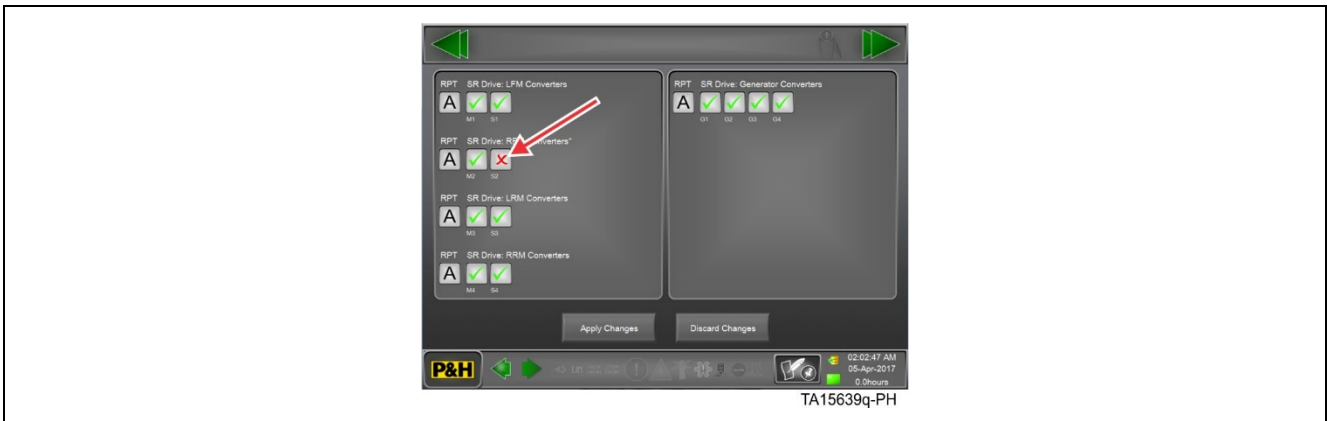 RPT SR Drive: LFM Converters
A
M1 S1
RPT SR Drive: nverters*
A
M2 S2
RPT SR Drive: LRM Converters
A
M3 S3
RPT SR Drive: RRM Converters
A
M4 S4
RPT SR Drive: Generator Converters
A
G1 G2 G3 G4
Apply Changes Discard Changes
P&H
02:02:47 AM
05-Apr-2017
0.0hours
TA15639q-PH